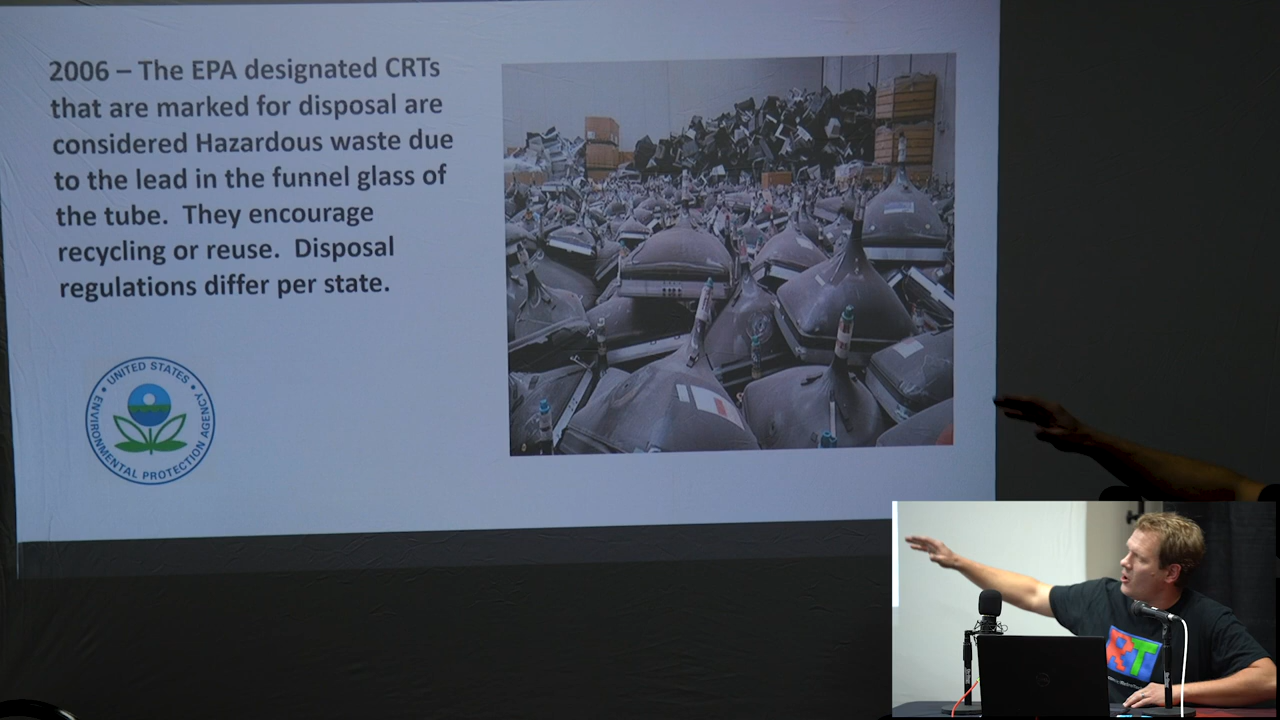 2006 – The EPA designated CRTs
that are marked for disposal are
considered Hazardous waste due
to the lead in the funnel glass of
the tube.  They encourage
recycling or reuse.  Disposal
regulations differ per state.
UNITED STATES
ENVIRONMENTAL PROTECTION AGENCY
RT